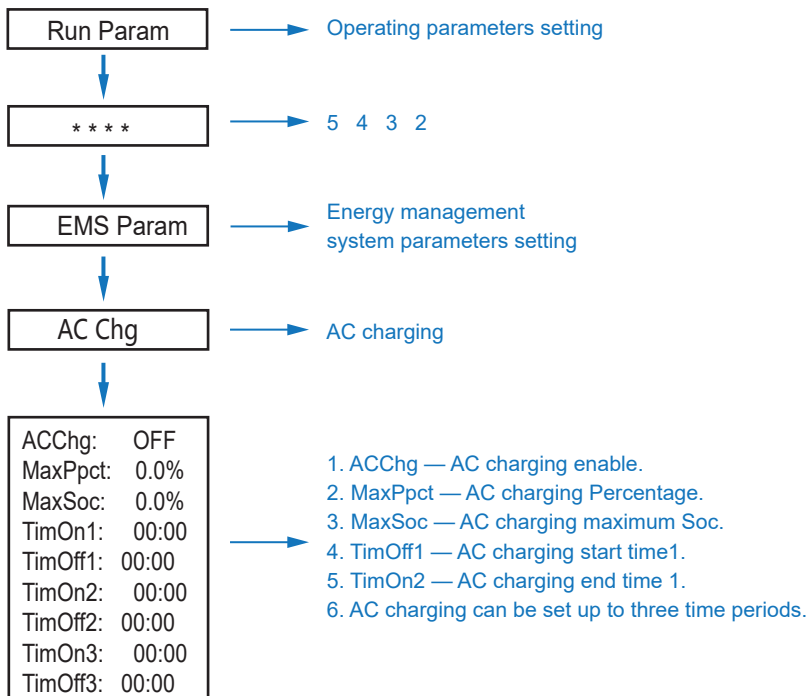 Run Param
Operating parameters setting
* * * *
5 4 3 2
EMS Param
Energy management
system parameters setting
AC Chg
AC charging
ACChg: OFF
MaxPpct: 0.0%
MaxSoc: 0.0%
TimOn1: 00:00
TimOff1: 00:00
TimOn2: 00:00
TimOff2: 00:00
TimOn3: 00:00
TimOff3: 00:00
1. ACChg — AC charging enable.
2. MaxPpct — AC charging Percentage.
3. MaxSoc — AC charging maximum Soc.
4. TimOff1 — AC charging start time1.
5. TimOn2 — AC charging end time 1.
6. AC charging can be set up to three time periods.